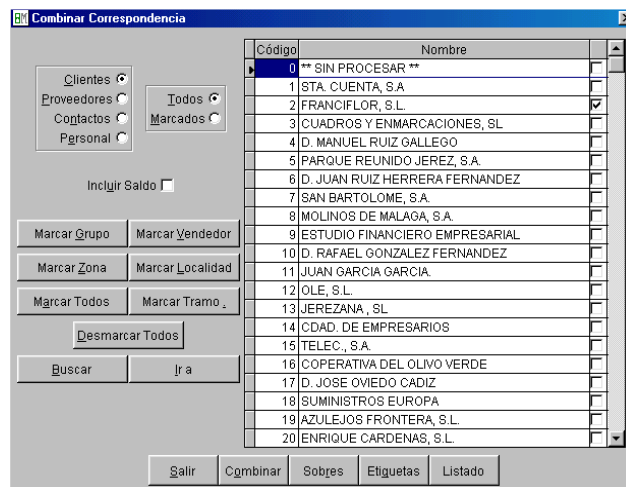 Combinar Correspondencia
Clientes
Proveedores
Contactos
Personal
Todos
Marcados
Incluir Saldo
Marcar Grupo Marcar Vendedor
Marcar Zona Marcar Localidad
Marcar Todos Marcar Tramo .
Desmarcar Todos
Buscar Ir a
Código Nombre
0 ** SIN PROCESAR **
1 STA. CUENTA, S.A
2 FRANCIFLOR, S.L.
3 CUADROS Y ENMARCACIONES, SL
4 D. MANUEL RUIZ GALLEGO
5 PARQUE REUNIDO JEREZ, S.A.
6 D. JUAN RUIZ HERRERA FERNANDEZ
7 SAN BARTOLOME, S.A.
8 MOLINOS DE MALAGA, S.A.
9 ESTUDIO FINANCIERO EMPRESARIAL
10 D. RAFAEL GONZALEZ FERNANDEZ
11 JUAN GARCIA GARCIA.
12 OLE, S.L.
13 JEREZANA , SL
14 CDAD. DE EMPRESARIOS
15 TELEC., S.A.
16 COPERATIVA DEL OLIVO VERDE
17 D. JOSE OVIEDO CADIZ
18 SUMINISTROS EUROPA
19 AZULEJOS FRONTERA, S.L.
20 ENRIQUE CARDENAS, S.L.
Salir Combinar Sobres Etiquetas Listado